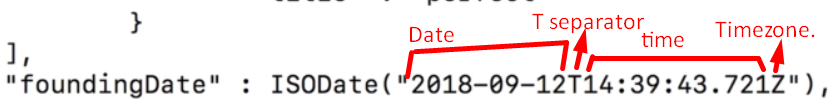 }
Date T separator time Timezone.
],
"foundingDate" : ISODate("2018-09-12T14:39:43.721Z"),